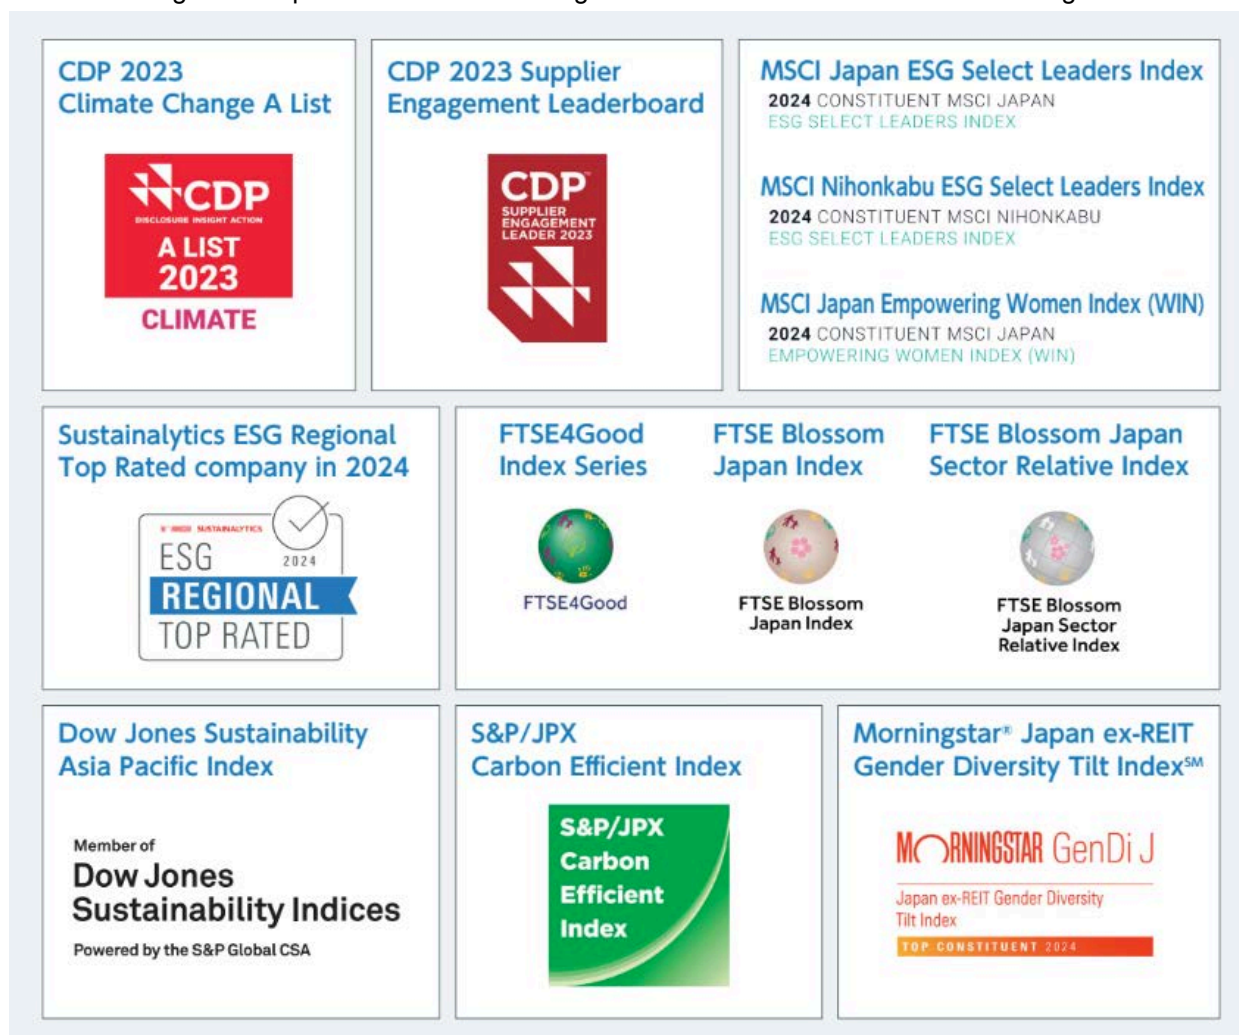 CDP 2023
Climate Change A List
CDP
DISCLOSURE INSIGHT ACTION
A LIST
2023
CLIMATE
CDP 2023 Supplier
Engagement Leaderboard
CDP™
SUPPLIER
ENGAGEMENT
LEADER 2023
MSCI Japan ESG Select Leaders Index
2024 CONSTITUENT MSCI JAPAN
ESG SELECT LEADERS INDEX
MSCI Nihonkabu ESG Select Leaders Index
2024 CONSTITUENT MSCI NIHONKABU
ESG SELECT LEADERS INDEX
MSCI Japan Empowering Women Index (WIN)
2024 CONSTITUENT MSCI JAPAN
EMPOWERING WOMEN INDEX (WIN)
Sustainalytics ESG Regional
Top Rated company in 2024
SUSTAINALYTICS
ESG
2024
REGIONAL
TOP RATED
FTSE4Good
Index Series
FTSE4Good
FTSE Blossom
Japan Index
FTSE Blossom
Japan Index
FTSE Blossom Japan
Sector Relative Index
FTSE Blossom
Japan Sector
Relative Index
Dow Jones Sustainability
Asia Pacific Index
Member of
Dow Jones
Sustainability Indices
Powered by the S&P Global CSA
S&P/JPX
Carbon Efficient Index
S&P/JPX
Carbon
Efficient
Index
Morningstar® Japan ex-REIT
Gender Diversity Tilt Index℠
MORNINGSTAR GenDi J
Japan ex-REIT Gender Diversity
Tilt Index
TOP CONSTITUENT 2024